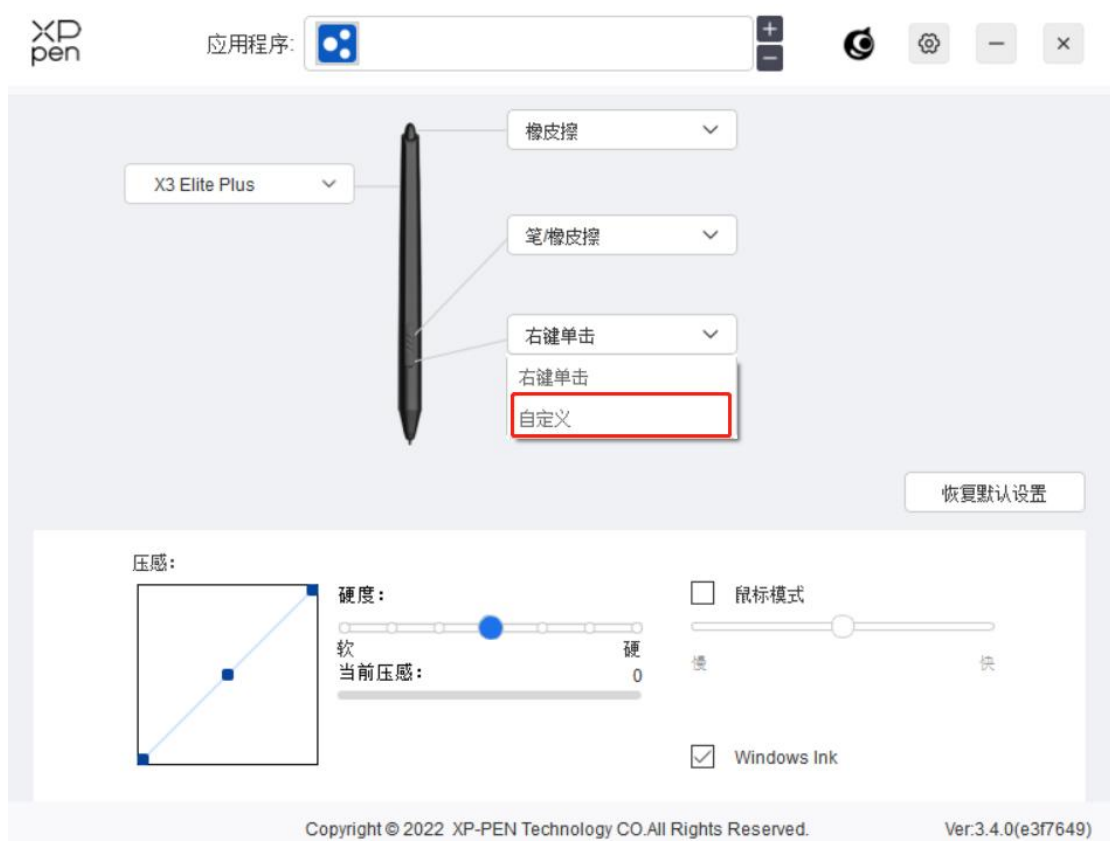 XP
pen
应用程序:
橡皮擦
X3 Elite Plus
笔/橡皮擦
右键单击
右键单击
自定义
恢复默认设置
压感:
硬度:
软 硬
当前压感: 0
鼠标模式
慢 快
Windows Ink
Copyright © 2022 XP-PEN Technology CO.All Rights Reserved.
Ver:3.4.0(e3f7649)